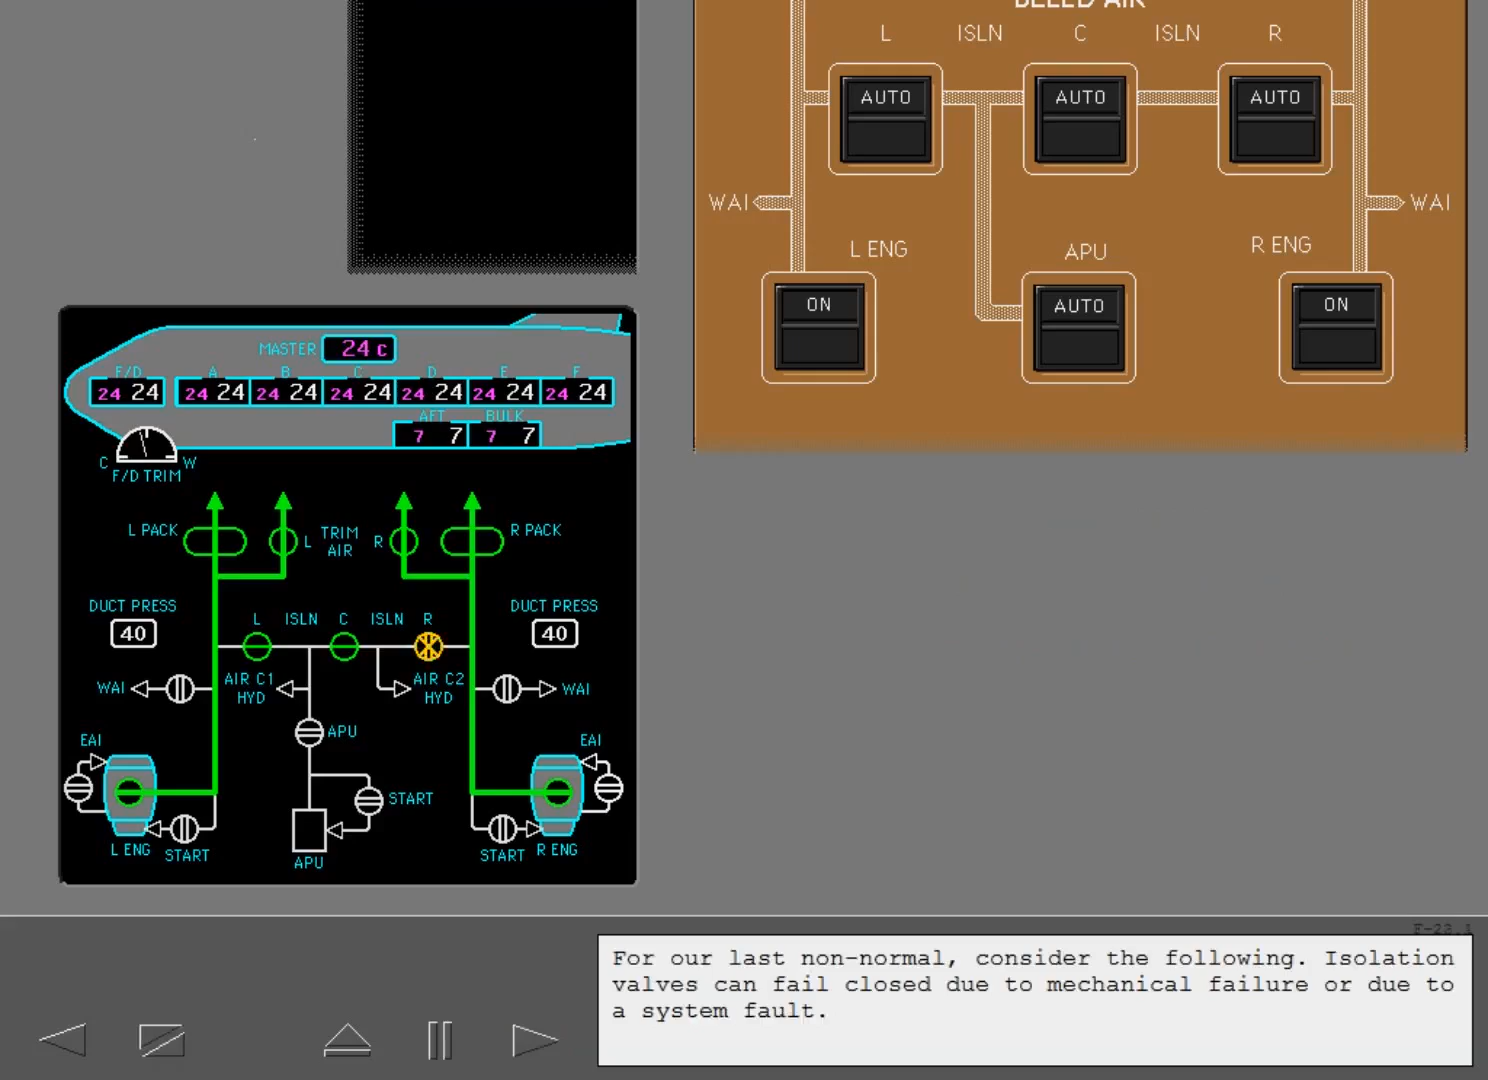 BLEED AIR
L ISLN C ISLN R
AUTO AUTO AUTO
WAI WAI
L ENG APU R ENG
ON AUTO ON
MASTER 24 C
F/D A B C D E F
24 24 24 24 24 24 24 24 24 24 24 24 24 24
AFT BULK
7 7 7 7
C W
F/D TRIM
L PACK L TRIM AIR R R PACK
DUCT PRESS DUCT PRESS
L ISLN C ISLN R
40 40
AIR C1 AIR C2
WAI HYD HYD WAI
APU
EAI EAI
START
L ENG START START R ENG
APU
F-28.1
For our last non-normal, consider the following. Isolation
valves can fail closed due to mechanical failure or due to
a system fault.